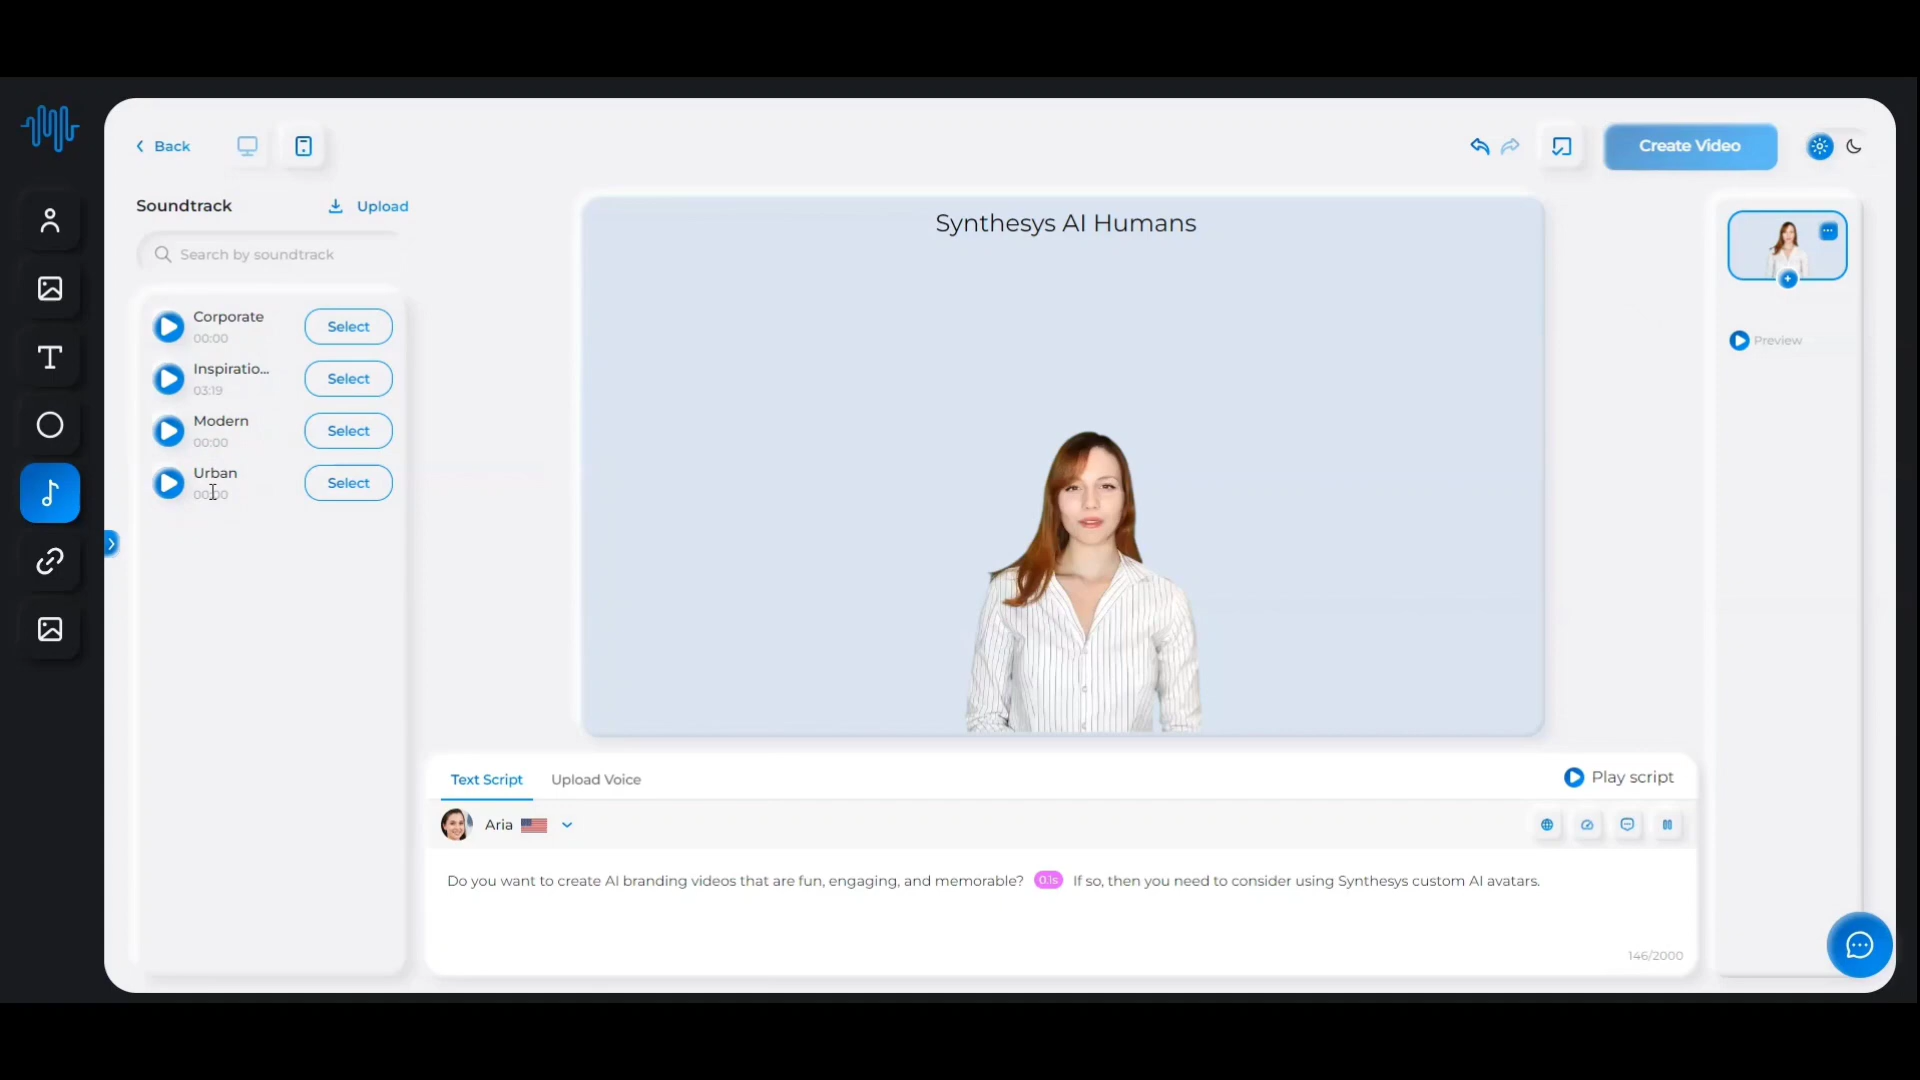 Back
Create Video
Soundtrack
Upload
Search by soundtrack
Corporate
00:00
Select
Inspiratio...
03:19
Select
Modern
00:00
Select
Urban
00:00
Select
Synthesys AI Humans
Preview
Text Script
Upload Voice
Play script
Aria
Do you want to create AI branding videos that are fun, engaging, and memorable? 0.1s If so, then you need to consider using Synthesys custom AI avatars.
146/2000